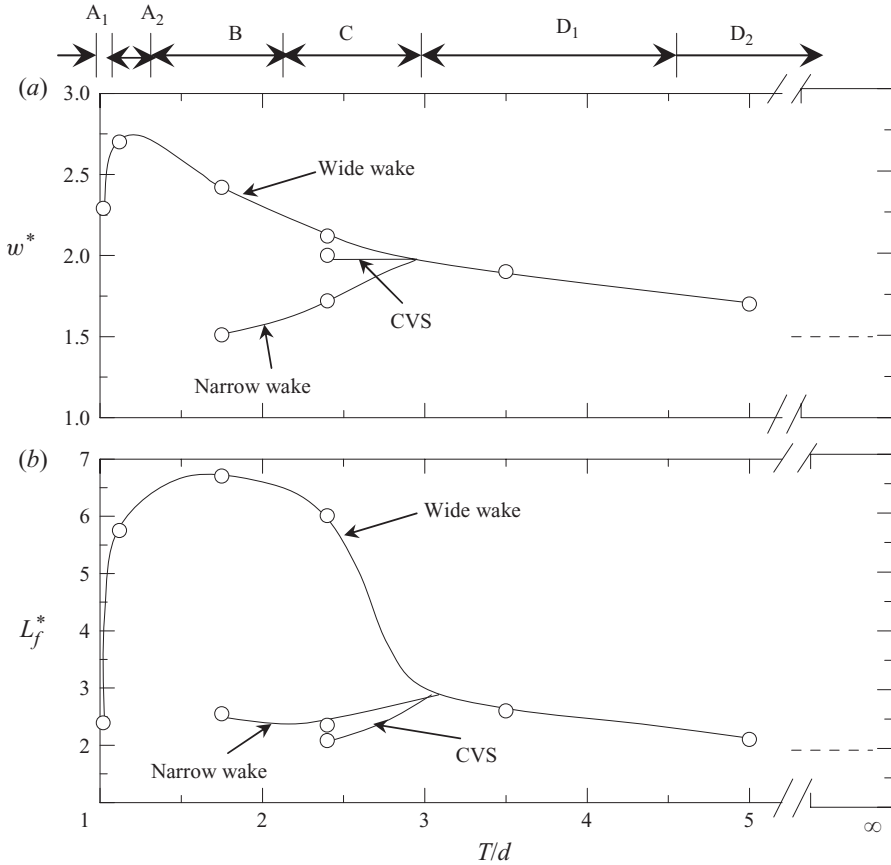 A1 A2 B C D1 D2
(a)
3.0
2.5
2.0
1.5
1.0
w*
Wide wake
CVS
Narrow wake
(b)
7
6
5
4
3
2
L*f
Wide wake
Narrow wake
CVS
1 2 3 4 5 ∞
T/d